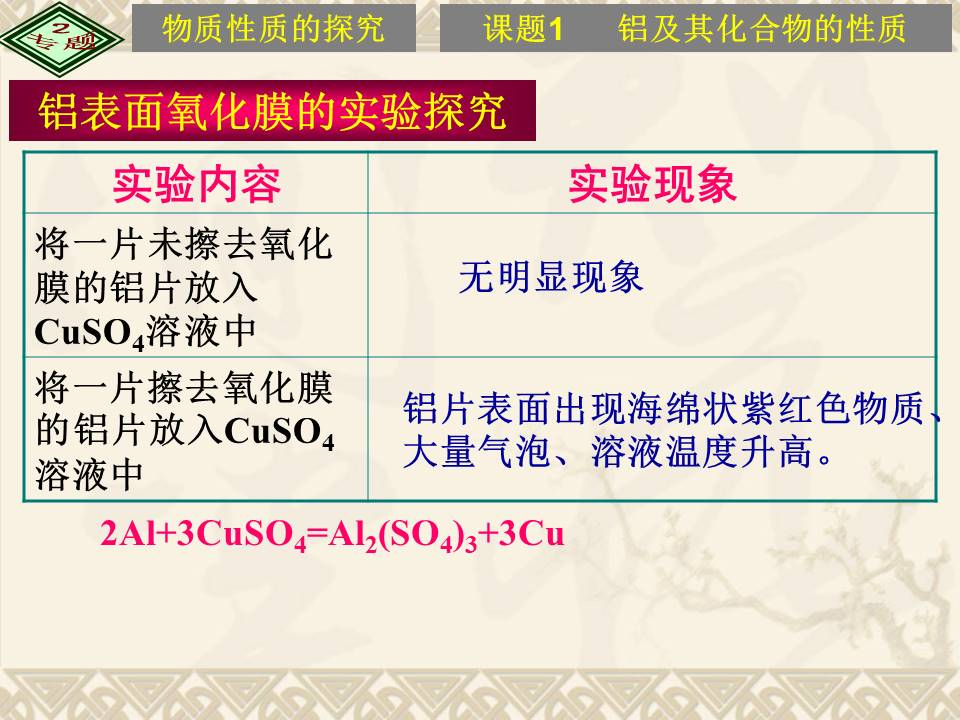 2
专题
物质性质的探究
课题1 铝及其化合物的性质
铝表面氧化膜的实验探究
实验内容
实验现象
将一片未擦去氧化
膜的铝片放入
CuSO₄溶液中
无明显现象
将一片擦去氧化膜
的铝片放入CuSO₄
溶液中
铝片表面出现海绵状紫红色物质、
大量气泡、溶液温度升高。
2Al+3CuSO₄=Al₂(SO₄)₃+3Cu